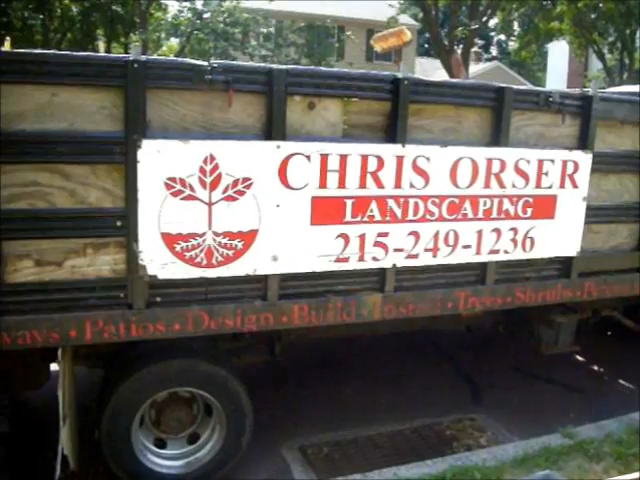 CHRIS ORSER
LANDSCAPING
215-249-1236
ways • Patios • Design • Build • Install • Trees • Shrubs •